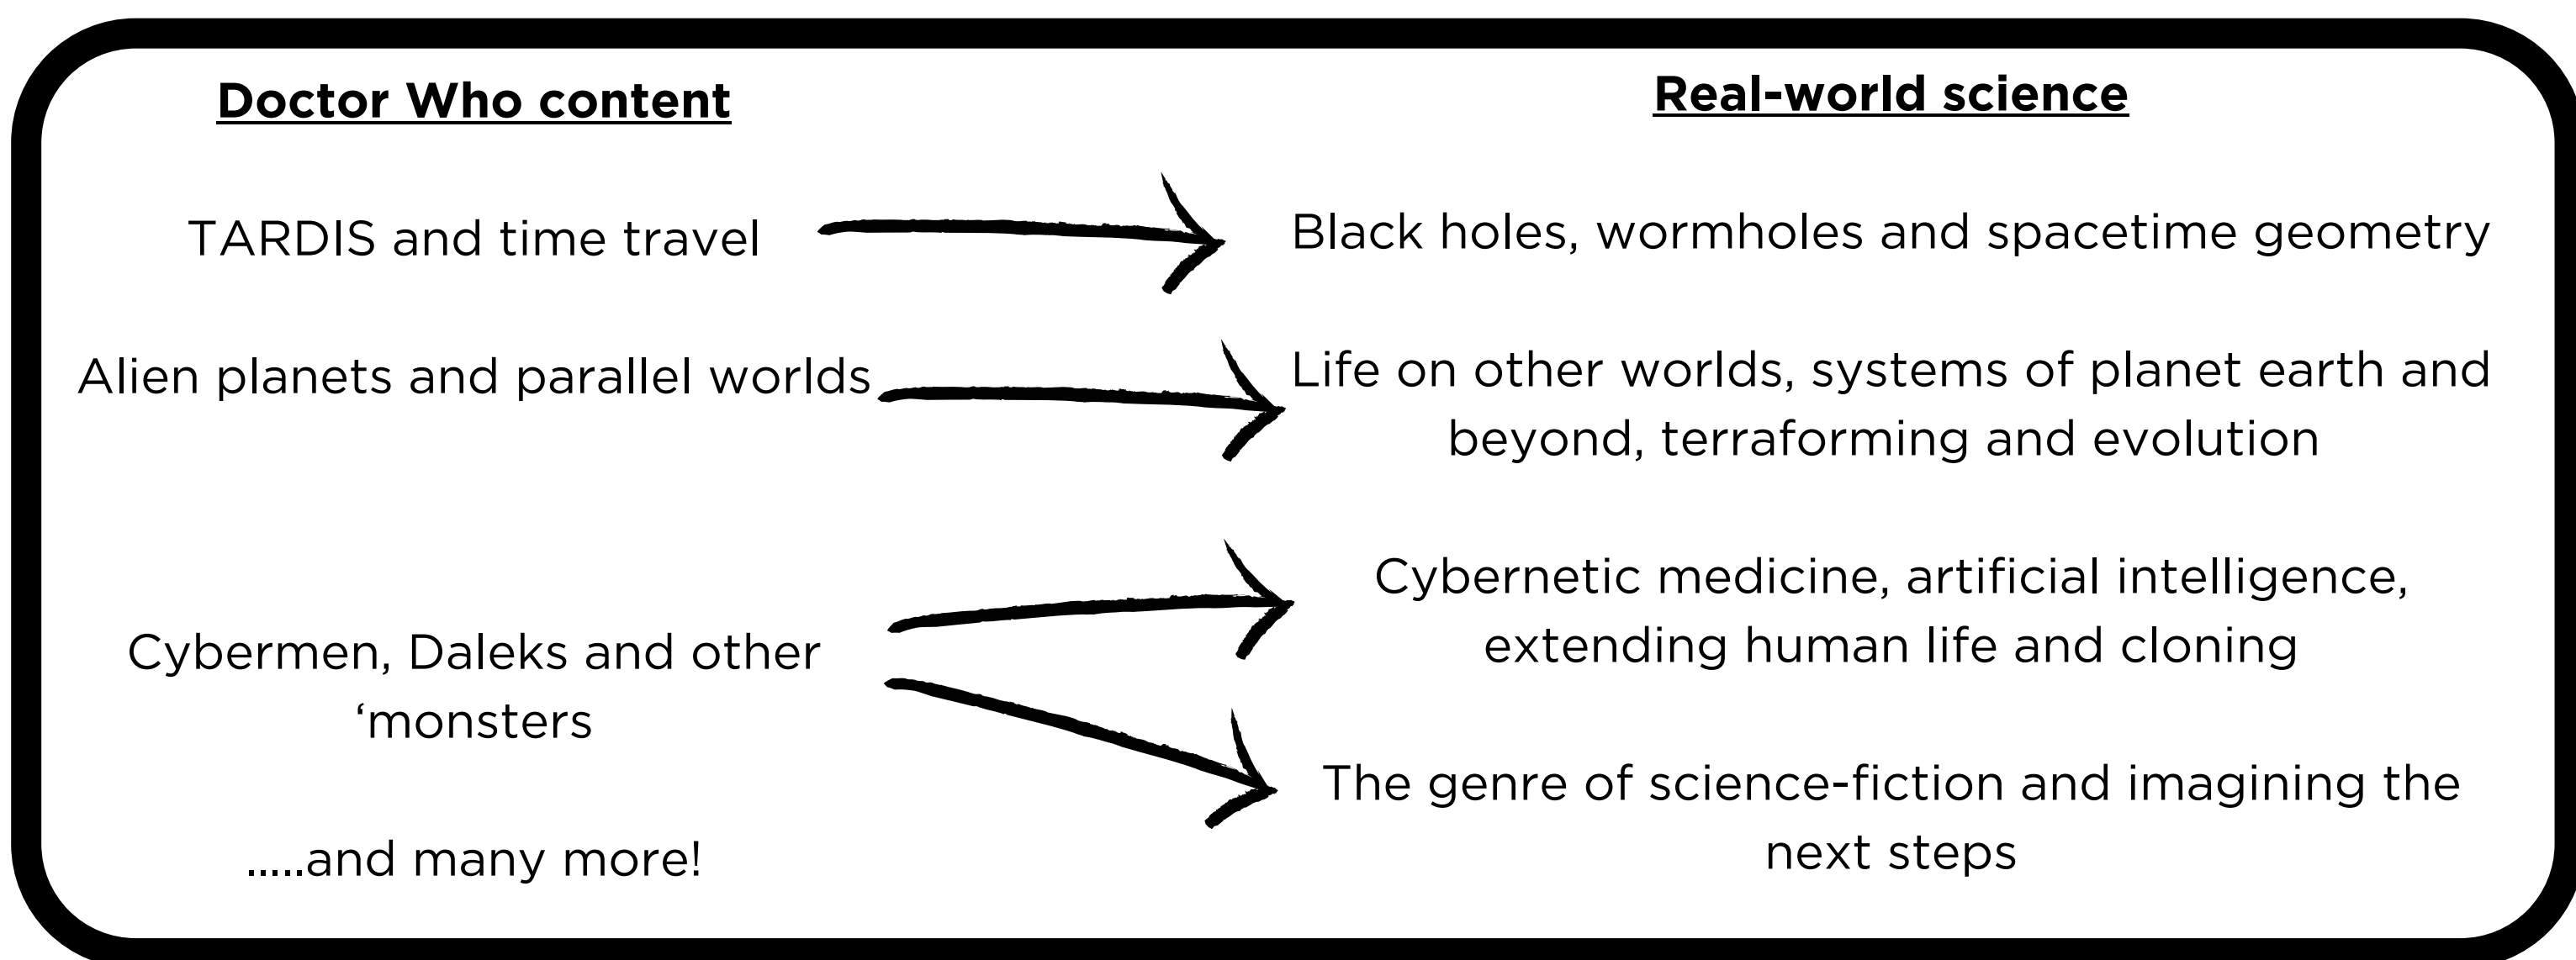 Doctor Who content
Real-world science
TARDIS and time travel
Black holes, wormholes and spacetime geometry
Alien planets and parallel worlds
Life on other worlds, systems of planet earth and
beyond, terraforming and evolution
Cybermen, Daleks and other
‘monsters
Cybernetic medicine, artificial intelligence,
extending human life and cloning
The genre of science-fiction and imagining the
next steps
.....and many more!